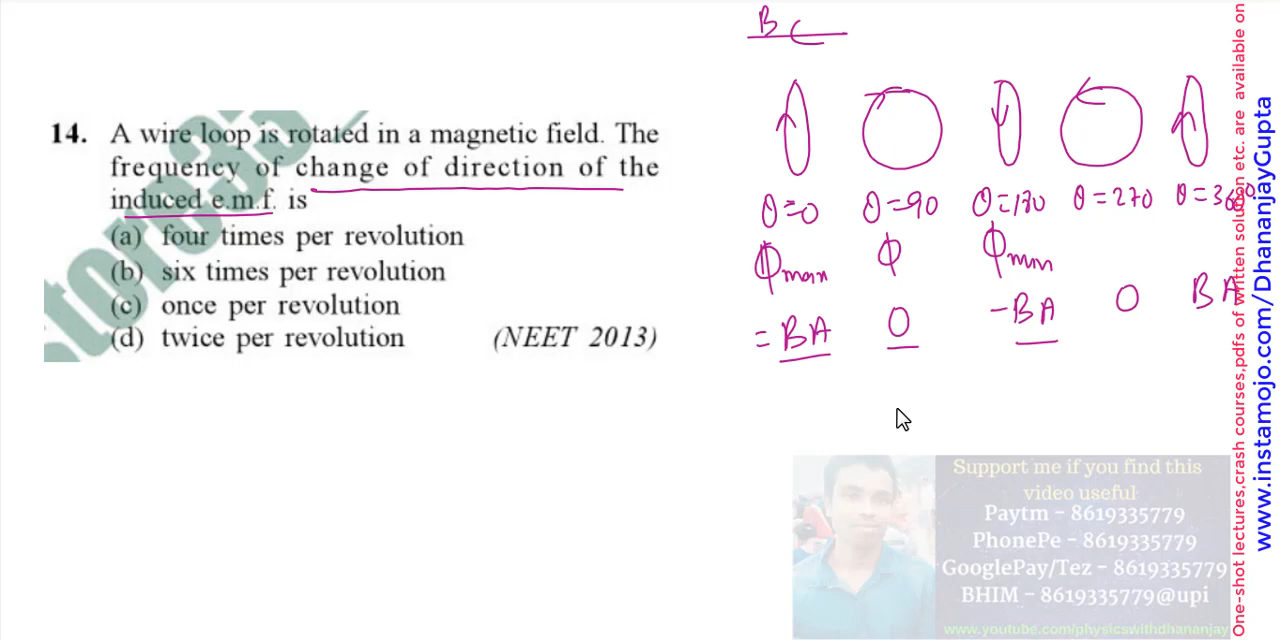 14. A wire loop is rotated in a magnetic field. The
frequency of change of direction of the
induced e.m.f. is
(a) four times per revolution
(b) six times per revolution
(c) once per revolution
(d) twice per revolution (NEET 2013)
θ=0 θ=90 θ=180 θ=270 θ=360
ϕmax ϕ ϕmin
= BA 0 -BA 0 BA
Support me if you find this
video useful
Paytm - 8619335779
PhonePe - 8619335779
GooglePay/Tez - 8619335779
BHIM - 8619335779@upi
www.youtube.com/physicswithdhananjay
One-shot lectures,crash courses,pdfs of written solution etc. are available on
www.instamojo.com/DhananjayGupta